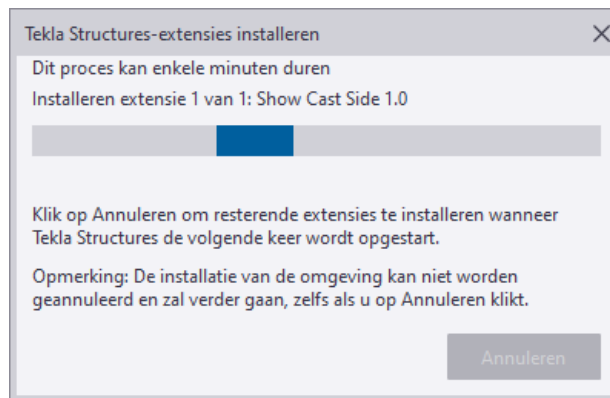 Tekla Structures-extensies installeren
Dit proces kan enkele minuten duren
Installeren extensie 1 van 1: Show Cast Side 1.0
Klik op Annuleren om resterende extensies te installeren wanneer
Tekla Structures de volgende keer wordt opgestart.
Opmerking: De installatie van de omgeving kan niet worden
geannuleerd en zal verder gaan, zelfs als u op Annuleren klikt.
Annuleren